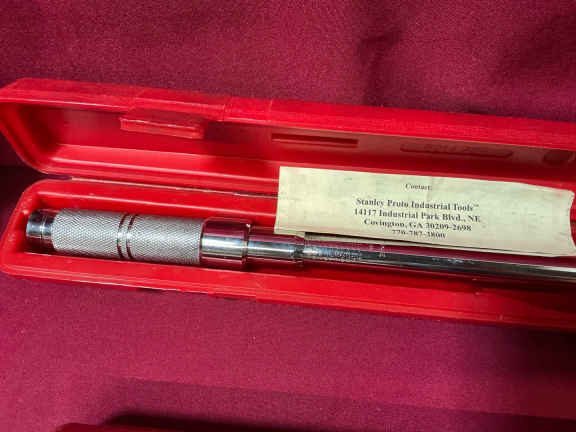 Contact:
Stanley Proto Industrial Tools™
14117 Industrial Park Blvd., NE
Covington, GA 30209-2698
770-787-3800